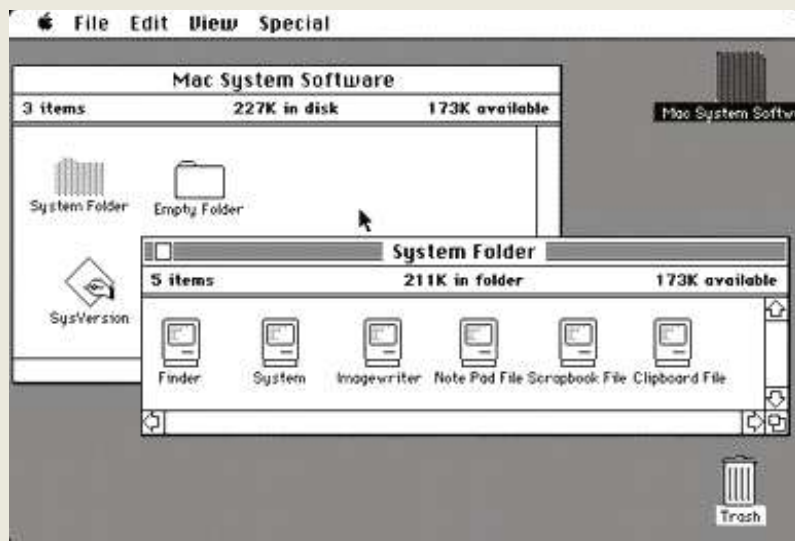 File Edit View Special
Mac System Software
3 items 227K in disk 173K available
Mac System Softw
System Folder Empty Folder
System Folder
5 items 211K in folder 173K available
SysVersion
Finder System Imagewriter Note Pad File Scrapbook File Clipboard File
Trash